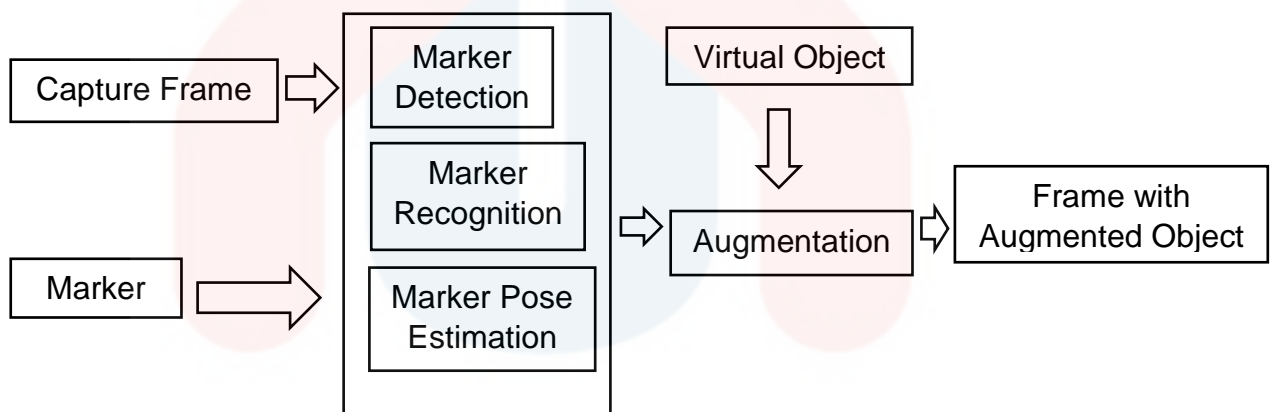 Capture Frame
Marker
Marker
Detection
Marker
Recognition
Marker Pose
Estimation
Virtual Object
Augmentation
Frame with
Augmented Object